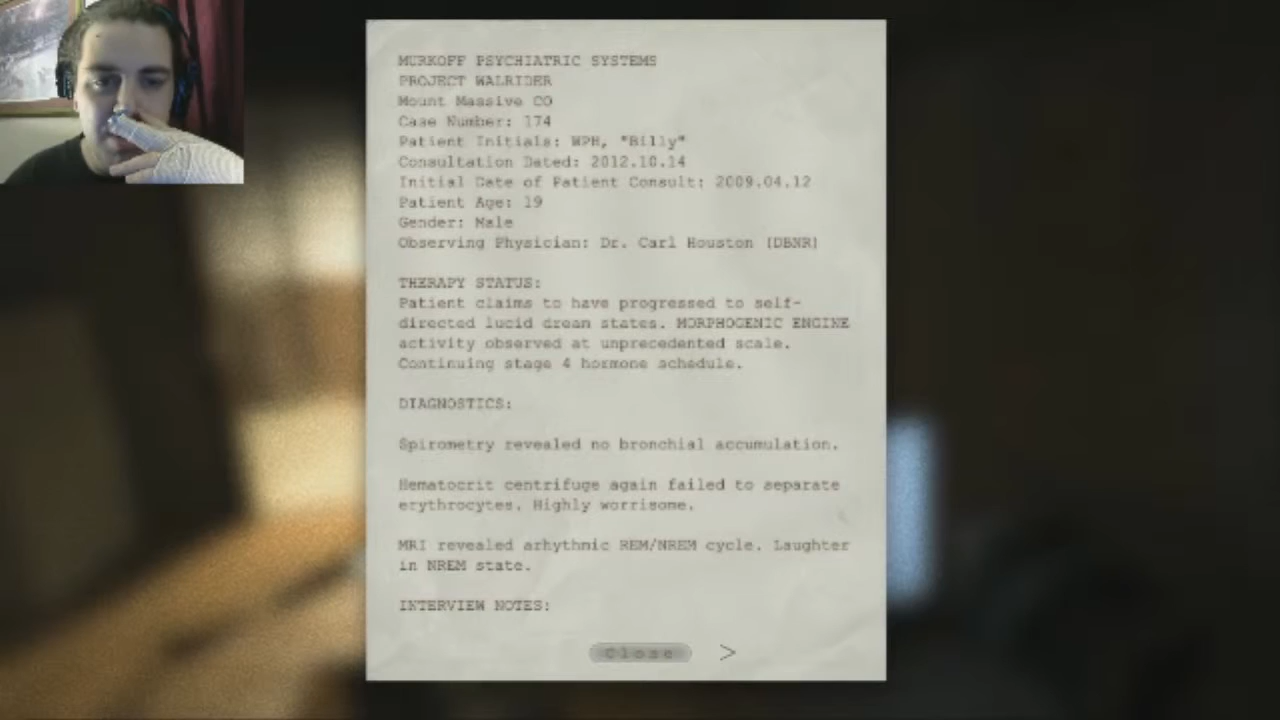 MURKOFF PSYCHIATRIC SYSTEMS
PROJECT WALRIDER
Mount Massive CO
Case Number: 174
Patient Initials: WPH, "Billy"
Consultation Dated: 2012.10.14
Initial Date of Patient Consult: 2009.04.12
Patient Age: 19
Gender: Male
Observing Physician: Dr. Carl Houston [DBNR]
THERAPY STATUS:
Patient claims to have progressed to self-
directed lucid dream states. MORPHOGENIC ENGINE
activity observed at unprecedented scale.
Continuing stage 4 hormone schedule.
DIAGNOSTICS:
Spirometry revealed no bronchial accumulation.
Hematocrit centrifuge again failed to separate
erythrocytes. Highly worrisome.
MRI revealed arhythmic REM/NREM cycle. Laughter
in NREM state.
INTERVIEW NOTES:
Close >